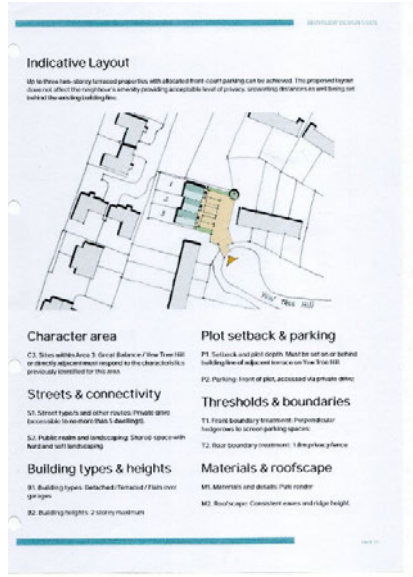 Indicative Layout
Up to three two-storey terraced properties with allocated front-court parking can be achieved. The proposed layout
does not affect the neighbour's amenity providing acceptable level of privacy, separating distances as well being set
behind the existing building line.
1
2
3
Yew Tree Hill
Character area
C3. Sites within Area 3: Great Balance / Yew Tree Hill
or directly adjacent must respond to the characteristics
previously identified for this area.
Streets & connectivity
S1. Street type/s and other routes: Private drive
(accessible to no more than 5 dwellings).
S2. Public realm and landscaping: Shared space with
hard and soft landscaping
Building types & heights
B1. Building types: Detached / Terraced / Flats over
garages
B2. Building heights: 2 storey maximum
Plot setback & parking
P1. Setback and plot depth: Must be set on or behind
building line of adjacent terrace on Yew Tree Hill.
P2. Parking: Front of plot, accessed via private drive.
Thresholds & boundaries
T1. Front boundary treatment: Perpendicular
hedgerows to screen parking spaces.
T2. Rear boundary treatment: 1.8m privacy fence
Materials & roofscape
M1. Materials and details: Pale render
M2. Roofscape: Consistent eaves and ridge height.